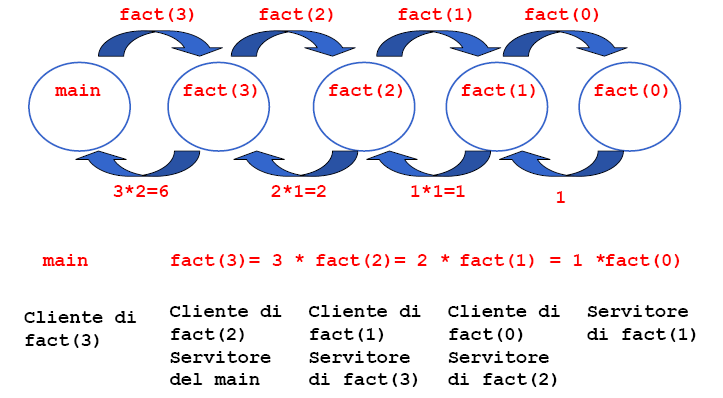 fact(3) fact(2) fact(1) fact(0)
main fact(3) fact(2) fact(1) fact(0)
3*2=6 2*1=2 1*1=1 1
main fact(3)= 3 * fact(2)= 2 * fact(1) = 1 *fact(0)
Cliente di
fact(3)
Cliente di
fact(2)
Servitore
del main
Cliente di
fact(1)
Servitore
di fact(3)
Cliente di
fact(0)
Servitore
di fact(2)
Servitore
di fact(1)